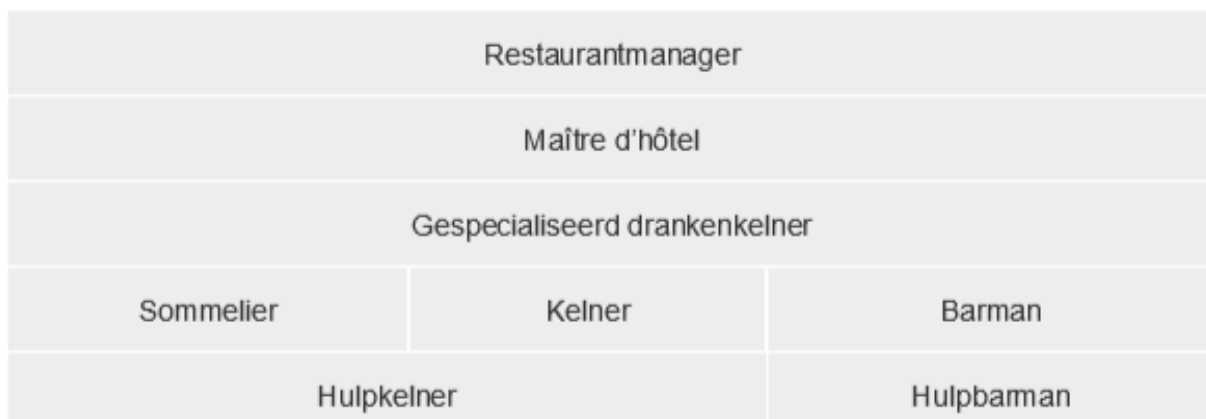 Restaurantmanager
Maître d'hôtel
Gespecialiseerd drankenkelner
Sommelier Kelner Barman
Hulpkelner Hulpbarman